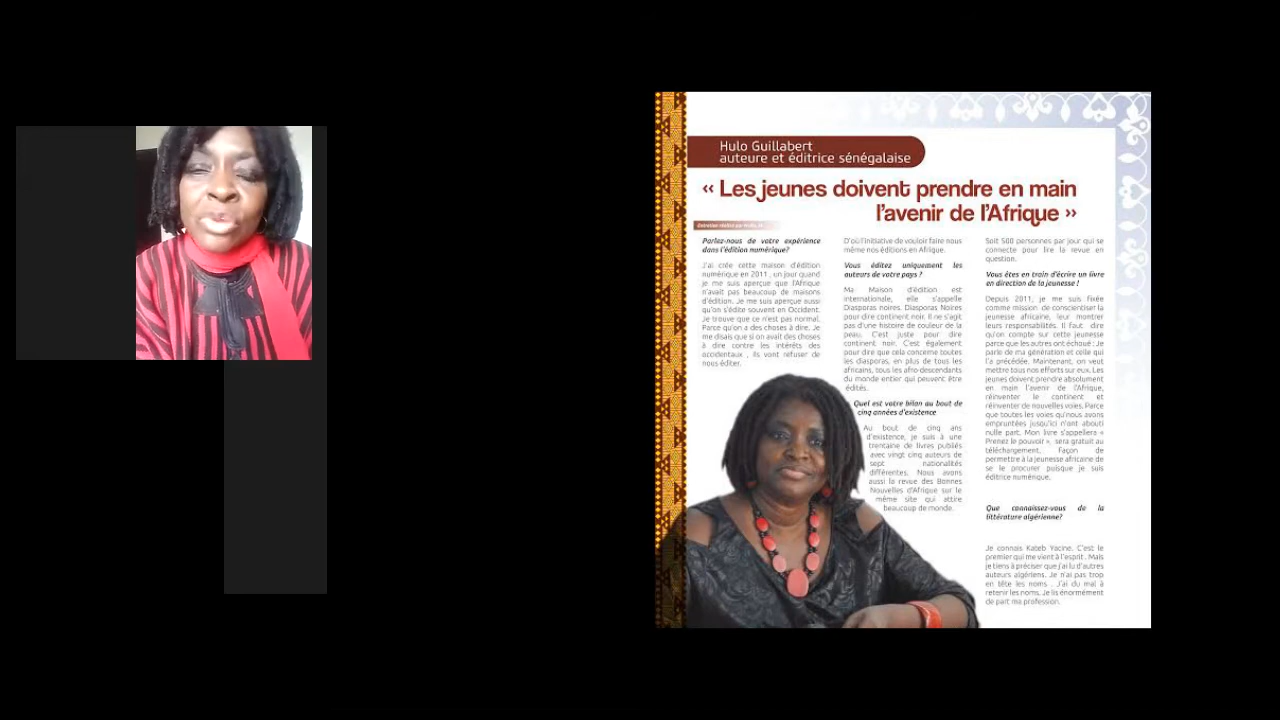 Hulo Guillabert
auteure et éditrice sénégalaise
« Les jeunes doivent prendre en main
l'avenir de l'Afrique »
Entretien réalisé par
Parlez-nous de votre expérience
dans l'édition numérique?
J'ai crée cette maison d'édition
numérique en 2011 , un jour quand
je me suis aperçue que l'Afrique
n'avait pas beaucoup de maisons
d'édition. Je me suis aperçue aussi
qu'on s'édite souvent en Occident.
Je trouve que ce n'est pas normal.
Parce qu'on a des choses à dire. Je
me disais que si on avait des choses
à dire contre les intérêts des
occidentaux , ils vont refuser de
nous éditer.
D'où l'initiative de vouloir faire nous
même nos éditions en Afrique.
Vous éditez uniquement les
auteurs de votre pays ?
Ma Maison d'édition est
internationale, elle s'appelle
Diasporas noires. Diasporas Noires
pour dire continent noir. Il ne s'agit
pas d'une histoire de couleur de la
peau. C'est juste pour dire
continent noir. C'est également
pour dire que cela concerne toutes
les diasporas, en plus de tous les
africains, tous les afro descendants
du monde entier qui peuvent être
édités.
Quel est votre bilan au bout de
cinq années d'existence
Au bout de cinq ans
d'existence, je suis à une
trentaine de livres publiés
avec vingt cinq auteurs de
sept nationalités
différentes. Nous avons
aussi la revue des Bonnes
Nouvelles d'Afrique sur le
même site qui attire
beaucoup de monde.
Soit 500 personnes par jour qui se
connecte pour lire la revue en
question.
Vous êtes en train d'écrire un livre
en direction de la jeunesse !
Depuis 2011, je me suis fixée
comme mission de conscientiser la
jeunesse africaine, leur montrer
leurs responsabilités. Il faut dire
qu'on compte sur cette jeunesse
parce que les autres ont échoué : Je
parle de ma génération et celle qui
l'a précédée. Maintenant, on veut
mettre tous nos efforts sur eux. Les
jeunes doivent prendre absolument
en main l'avenir de l'Afrique,
réinventer le continent et
réinventer de nouvelles voies. Parce
que toutes les voies qu'nous avons
empruntées jusqu'ici n'ont abouti
nulle part. Mon livre s'appellera «
Prenez le pouvoir », sera gratuit au
téléchargement, Façon de
permettre à la jeunesse africaine de
se le procurer puisque je suis
éditrice numérique.
Que connaissez-vous de la
littérature algérienne?
Je connais Kateb Yacine. C'est le
premier qui me vient à l'esprit . Mais
je tiens à préciser que j'ai lu d'autres
auteurs algériens. Je n'ai pas trop
en tête les noms . J'ai du mal à
retenir les noms. Je lis énormément
de part ma profession.